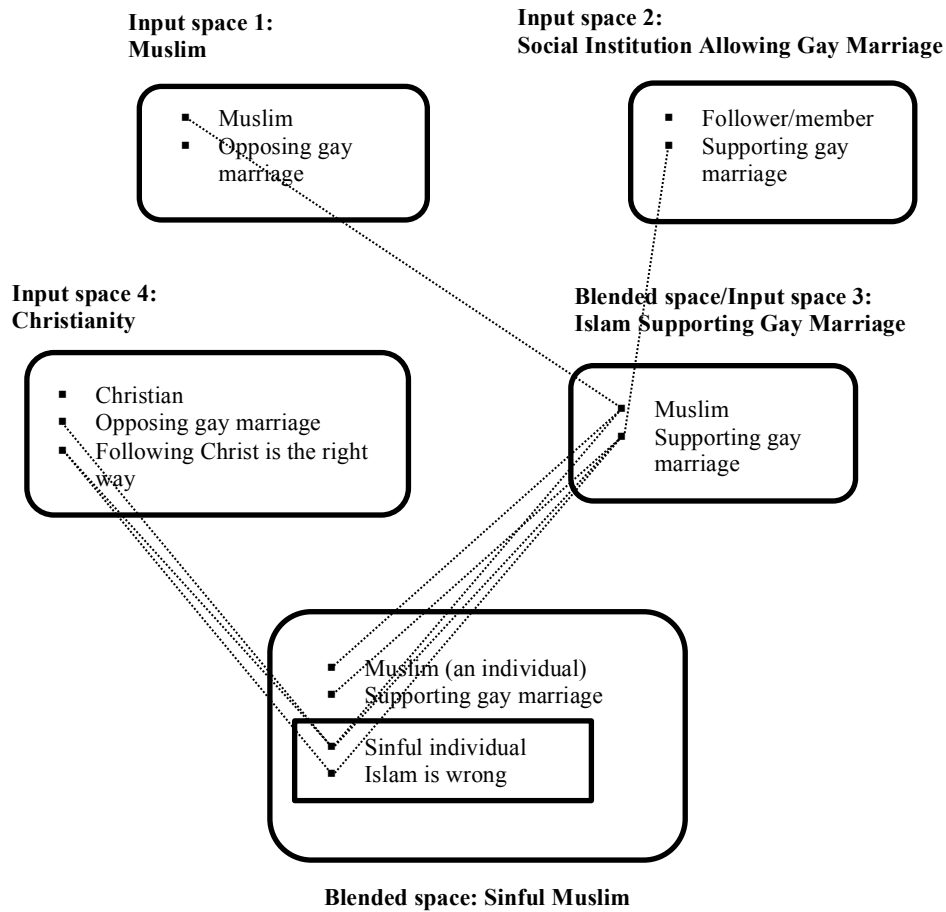 Input space 1:
Muslim
Input space 2:
Social Institution Allowing Gay Marriage
▪ Muslim
▪ Opposing gay
marriage
▪ Follower/member
▪ Supporting gay
marriage
Input space 4:
Christianity
Blended space/Input space 3:
Islam Supporting Gay Marriage
▪ Christian
▪ Opposing gay marriage
▪ Following Christ is the right
way
▪ Muslim
▪ Supporting gay
marriage
▪ Muslim (an individual)
▪ Supporting gay marriage
▪ Sinful individual
▪ Islam is wrong
Blended space: Sinful Muslim